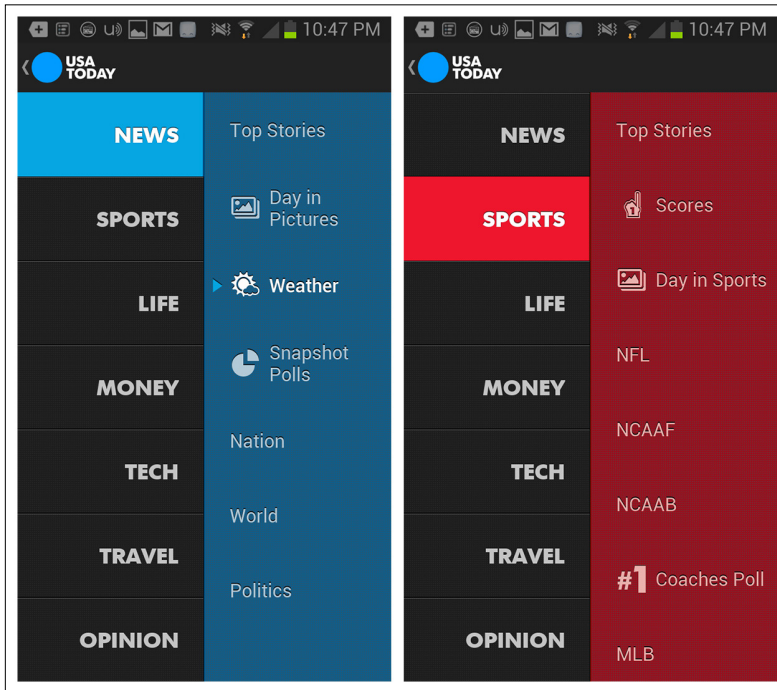 10:47 PM
USA
TODAY
NEWS
SPORTS
LIFE
MONEY
TECH
TRAVEL
OPINION
Top Stories
Day in
Pictures
Weather
Snapshot
Polls
Nation
World
Politics
10:47 PM
USA
TODAY
NEWS
SPORTS
LIFE
MONEY
TECH
TRAVEL
OPINION
Top Stories
Scores
Day in Sports
NFL
NCAAF
NCAAB
#1 Coaches Poll
MLB